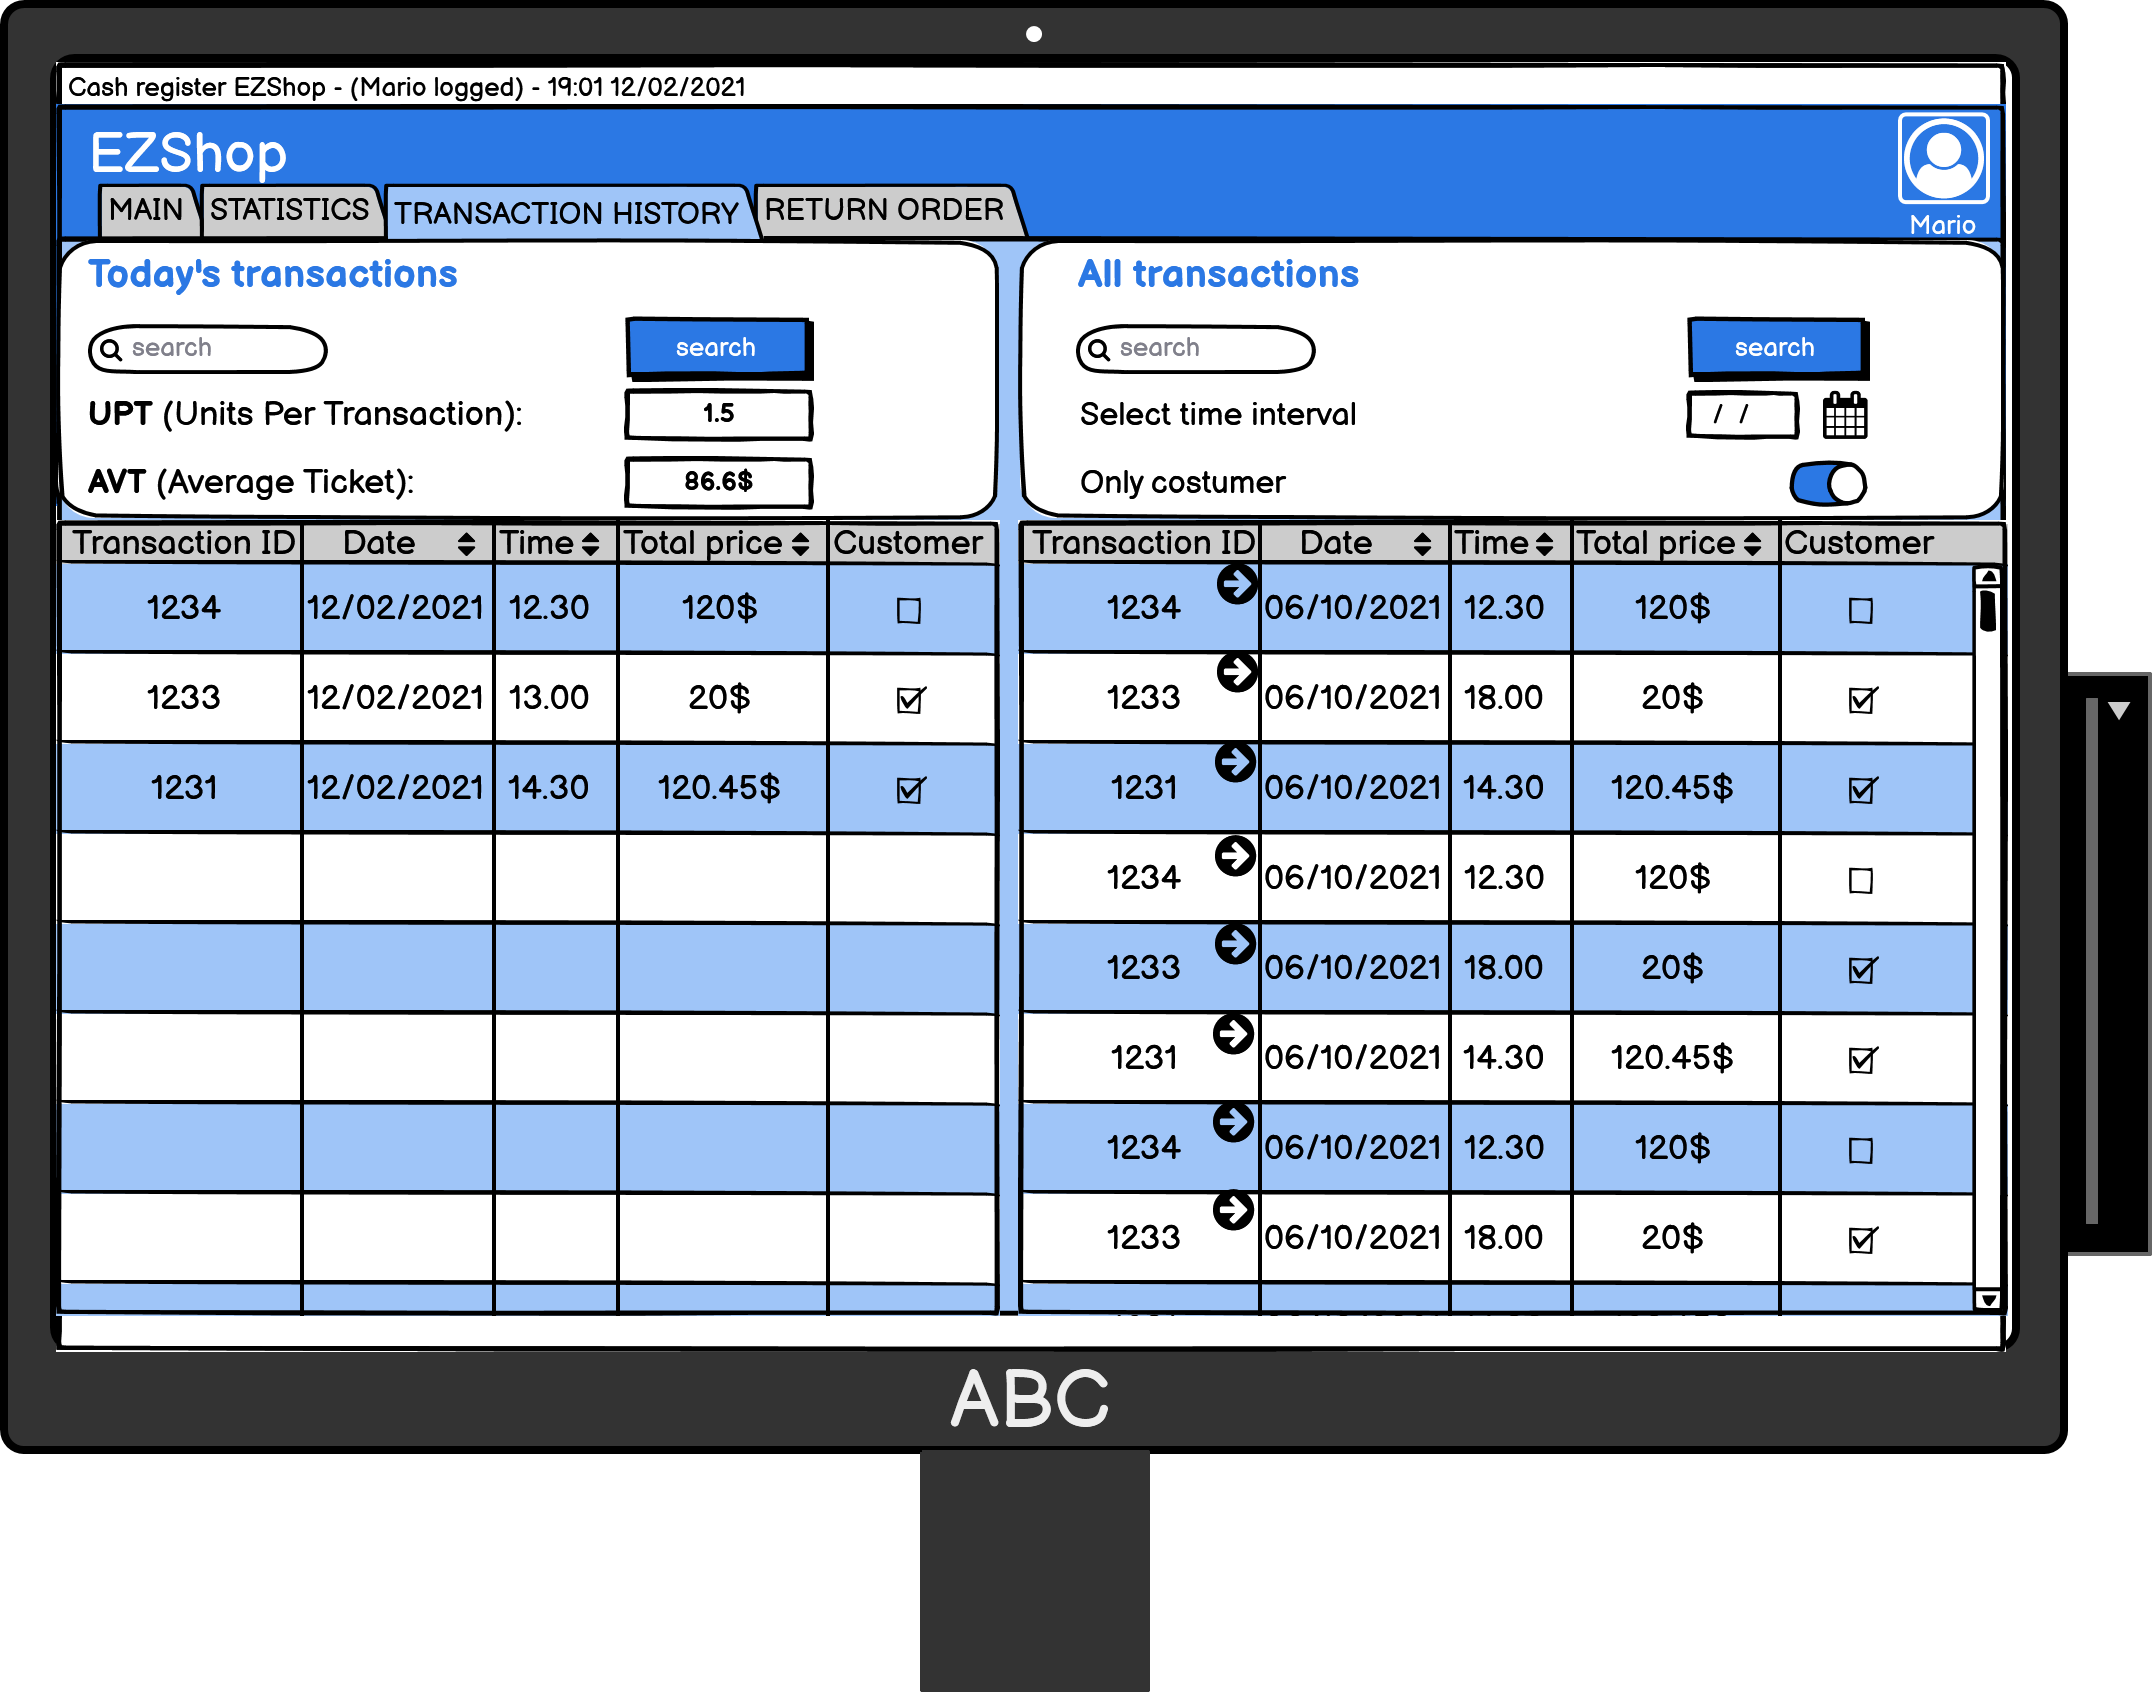 Cash register EZShop - (Mario logged) - 19:01 12/02/2021
EZShop
MAIN STATISTICS TRANSACTION HISTORY RETURN ORDER
Mario
Today's transactions
search search
UPT (Units Per Transaction): 1.5
AVT (Average Ticket): 86.6$
Transaction ID Date Time Total price Customer
1234 12/02/2021 12.30 120$
1233 12/02/2021 13.00 20$
1231 12/02/2021 14.30 120.45$
All transactions
search search
Select time interval / /
Only costumer
Transaction ID Date Time Total price Customer
1234 06/10/2021 12.30 120$
1233 06/10/2021 18.00 20$
1231 06/10/2021 14.30 120.45$
1234 06/10/2021 12.30 120$
1233 06/10/2021 18.00 20$
1231 06/10/2021 14.30 120.45$
1234 06/10/2021 12.30 120$
1233 06/10/2021 18.00 20$
ABC